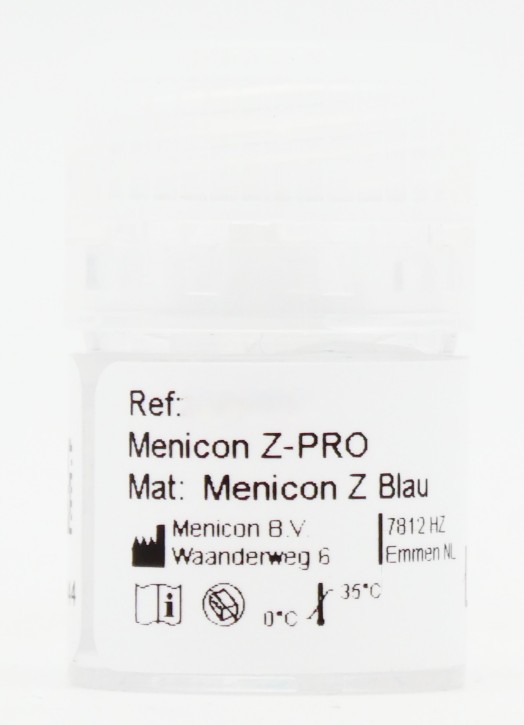 Ref:
Menicon Z-PRO
Mat: Menicon Z Blau
Menicon B.V.
Waanderweg 6
7812 HZ
Emmen NL
0°C
35°C